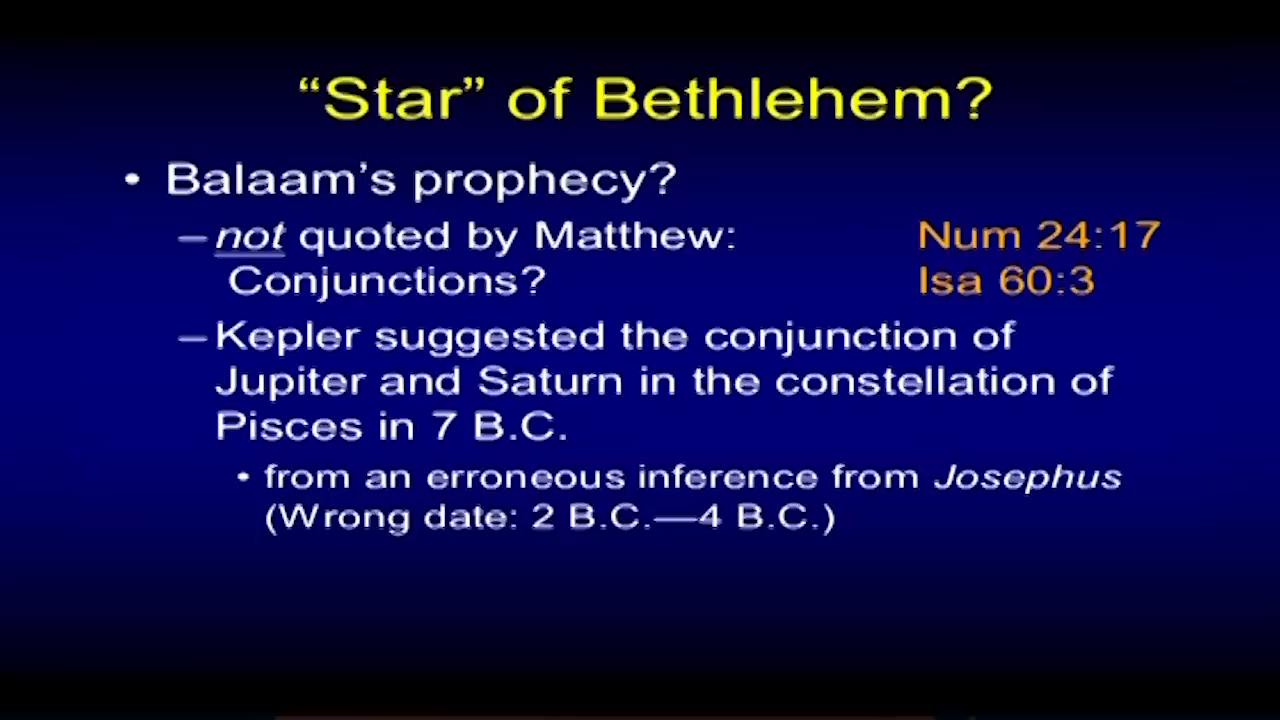 “Star” of Bethlehem?
• Balaam’s prophecy?
– not quoted by Matthew: Num 24:17
Conjunctions? Isa 60:3
– Kepler suggested the conjunction of
Jupiter and Saturn in the constellation of
Pisces in 7 B.C.
• from an erroneous inference from Josephus
(Wrong date: 2 B.C.—4 B.C.)